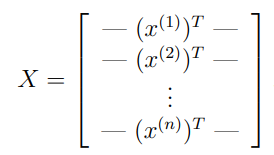 — (x^{(1)})^T —
— (x^{(2)})^T —
X =
⋮
— (x^{(n)})^T —